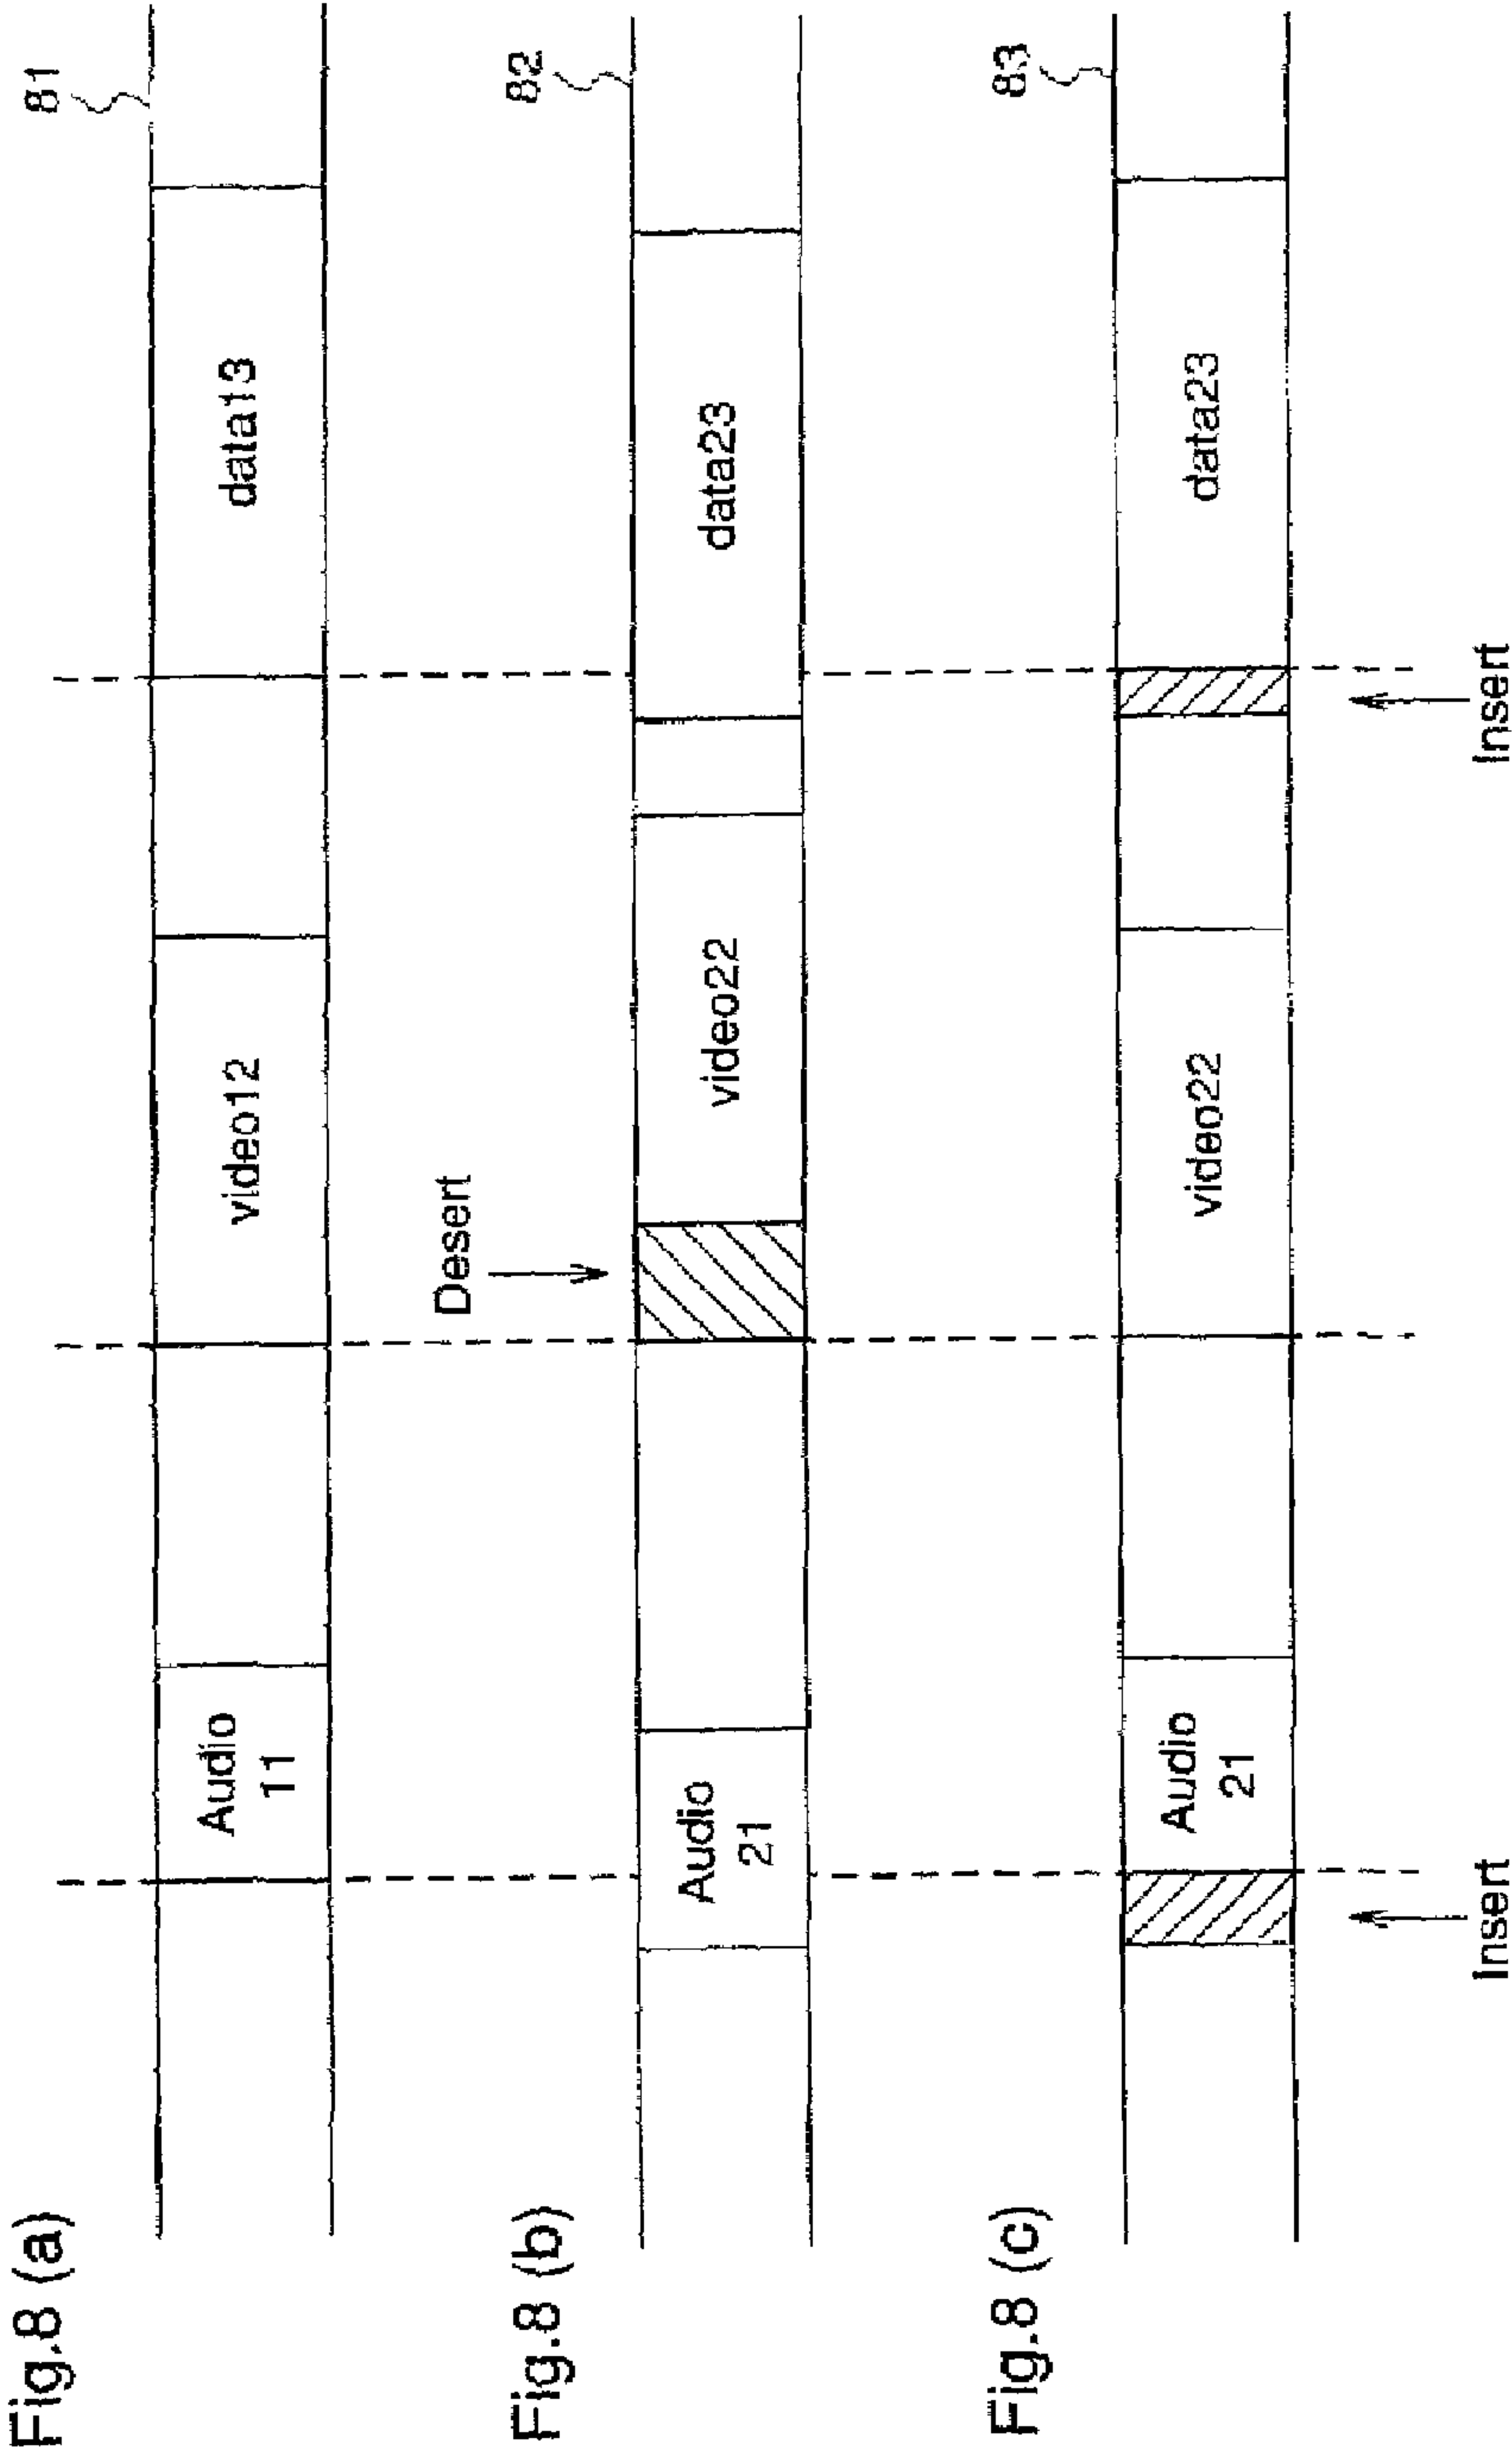 Fig.8 (a)
81
Audio
11
video12
data13
Fig.8 (b)
82
Desert
Audio
21
video22
data23
Fig.8 (c)
83
Audio
21
video22
data23
Insert
Insert